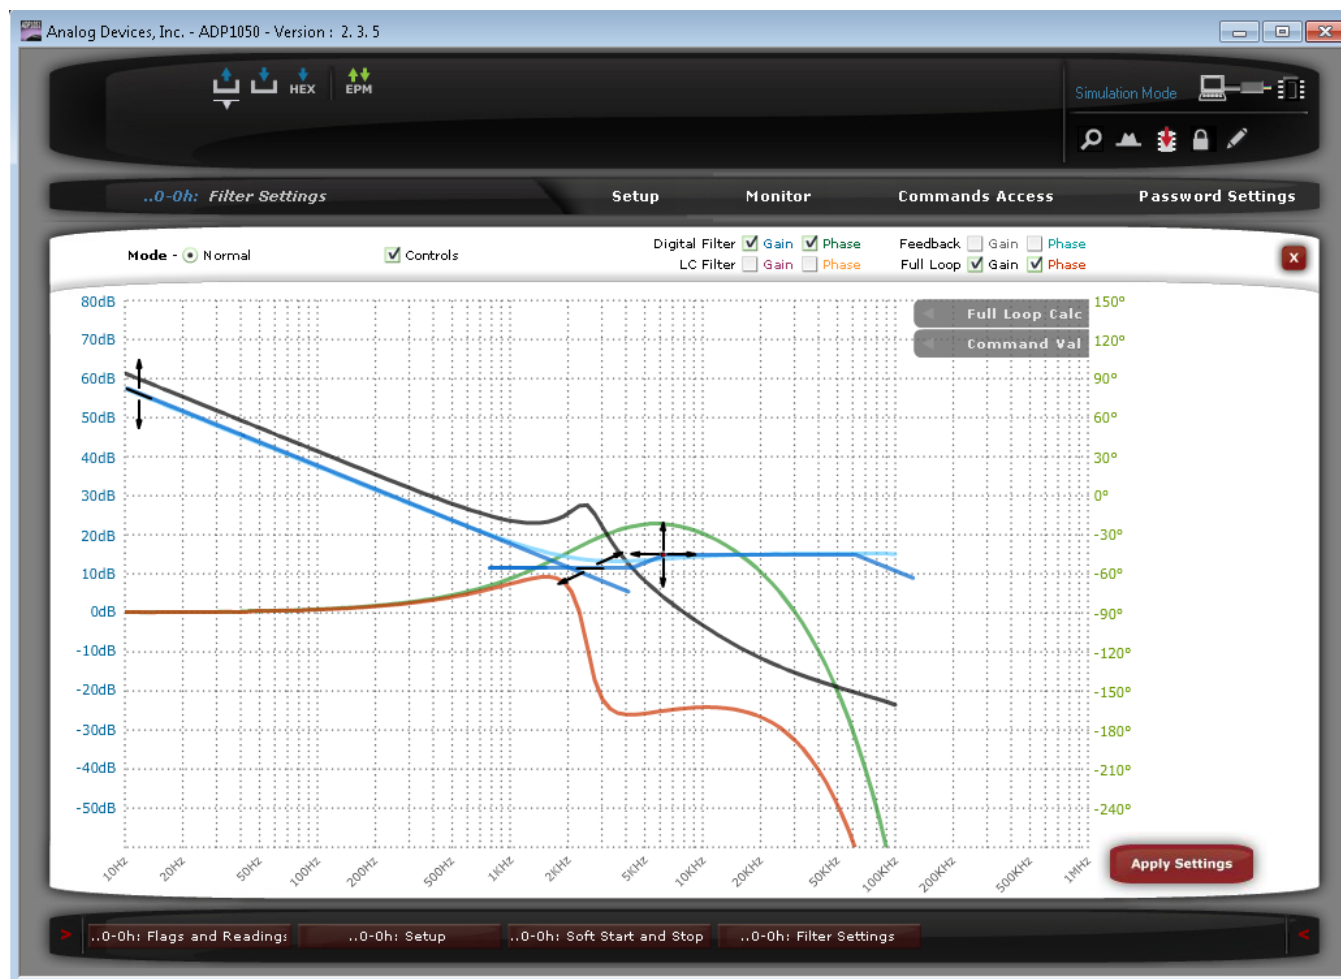 Analog Devices, Inc. - ADP1050 - Version : 2. 3. 5
HEX EPM
Simulation Mode
..0-0h: Filter Settings Setup Monitor Commands Access Password Settings
Mode - Normal Controls Digital Filter Gain Phase Feedback Gain Phase
LC Filter Gain Phase Full Loop Gain Phase
X
80dB 150°
Full Loop Calc
70dB 120°
Command Val
60dB 90°
50dB 60°
40dB 30°
30dB 0°
20dB -30°
10dB -60°
0dB -90°
-10dB -120°
-20dB -150°
-30dB -180°
-40dB -210°
-50dB -240°
10Hz 20Hz 50Hz 100Hz 200Hz 500Hz 1KHz 2KHz 5KHz 10KHz 20KHz 50KHz 100KHz 200KHz 500KHz 1MHz
Apply Settings
> ..0-0h: Flags and Readings ..0-0h: Setup ..0-0h: Soft Start and Stop ..0-0h: Filter Settings <